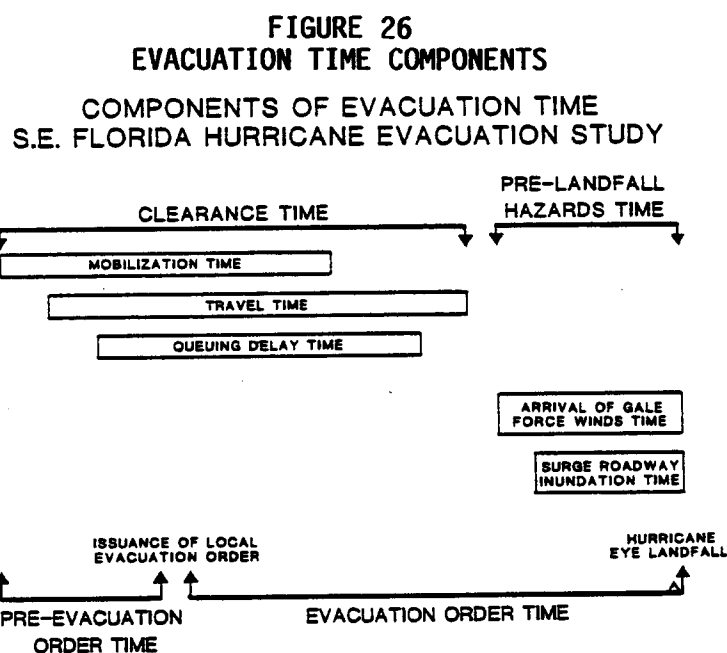 FIGURE 26
EVACUATION TIME COMPONENTS
COMPONENTS OF EVACUATION TIME
S.E. FLORIDA HURRICANE EVACUATION STUDY
PRE-LANDFALL
HAZARDS TIME
CLEARANCE TIME
MOBILIZATION TIME
TRAVEL TIME
QUEUING DELAY TIME
ARRIVAL OF GALE
FORCE WINDS TIME
SURGE ROADWAY
INUNDATION TIME
ISSUANCE OF LOCAL
EVACUATION ORDER
HURRICANE
EYE LANDFALL
PRE-EVACUATION
ORDER TIME
EVACUATION ORDER TIME